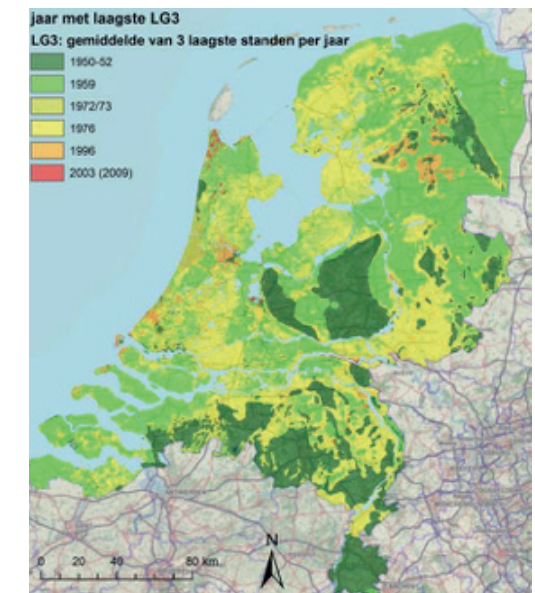 jaar met laagste LG3
LG3: gemiddelde van 3 laagste standen per jaar
1950-52
1959
1972/73
1976
1996
2003 (2009)
N
0 20 40 80 km